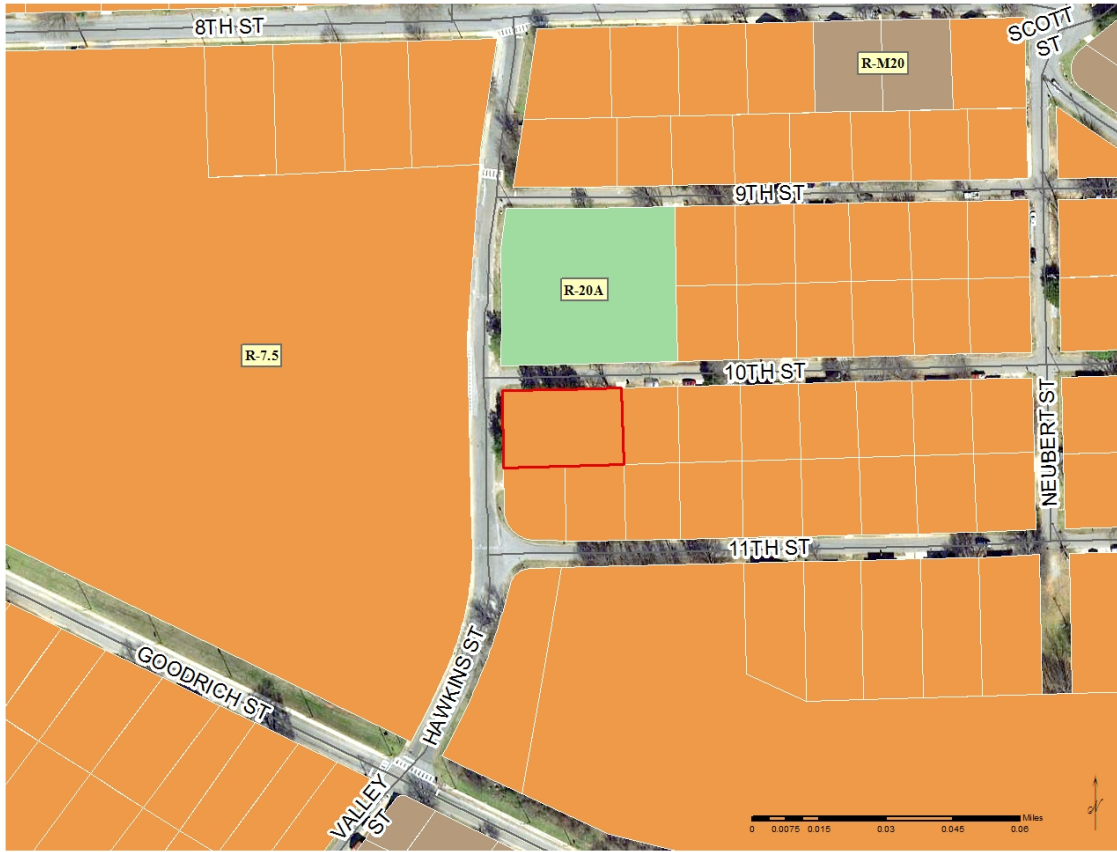 8TH ST
SCOTT
ST
R-M20
9TH ST
R-20A
R-7.5
10TH ST
NEUBERT ST
11TH ST
GOODRICH ST
HAWKINS ST
VALLEY
ST
Miles
0 0.0075 0.015 0.03 0.045 0.06
N